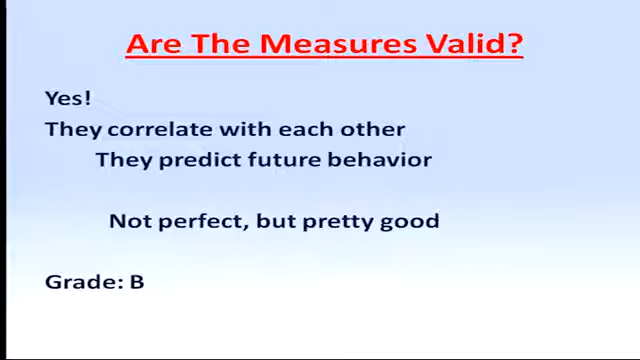 Are The Measures Valid?
Yes!
They correlate with each other
They predict future behavior
Not perfect, but pretty good
Grade: B